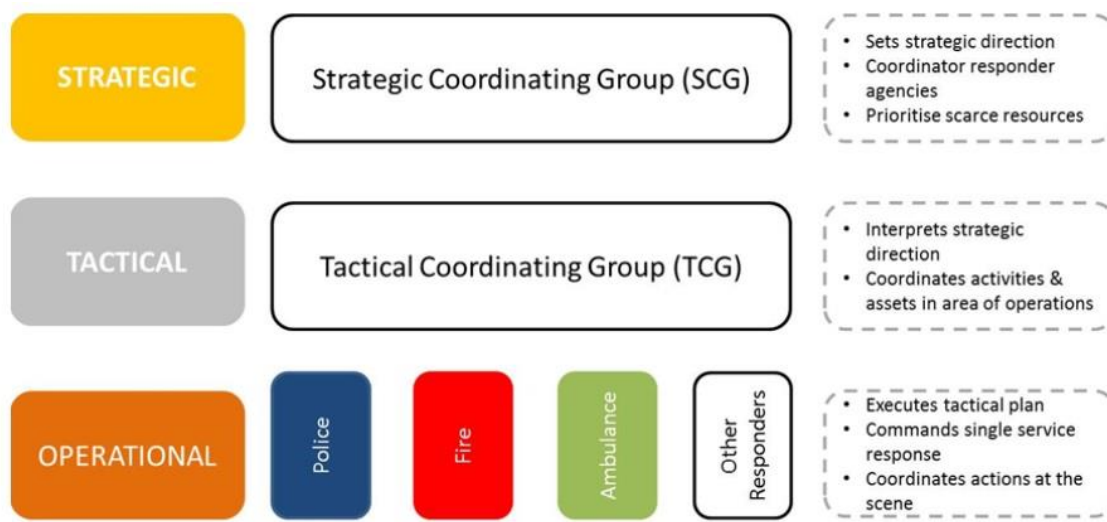 STRATEGIC
Strategic Coordinating Group (SCG)
• Sets strategic direction
• Coordinator responder
agencies
• Prioritise scarce resources
TACTICAL
Tactical Coordinating Group (TCG)
• Interprets strategic
direction
• Coordinates activities &
assets in area of operations
OPERATIONAL
Police
Fire
Ambulance
Other
Responders
• Executes tactical plan
• Commands single service
response
• Coordinates actions at the
scene